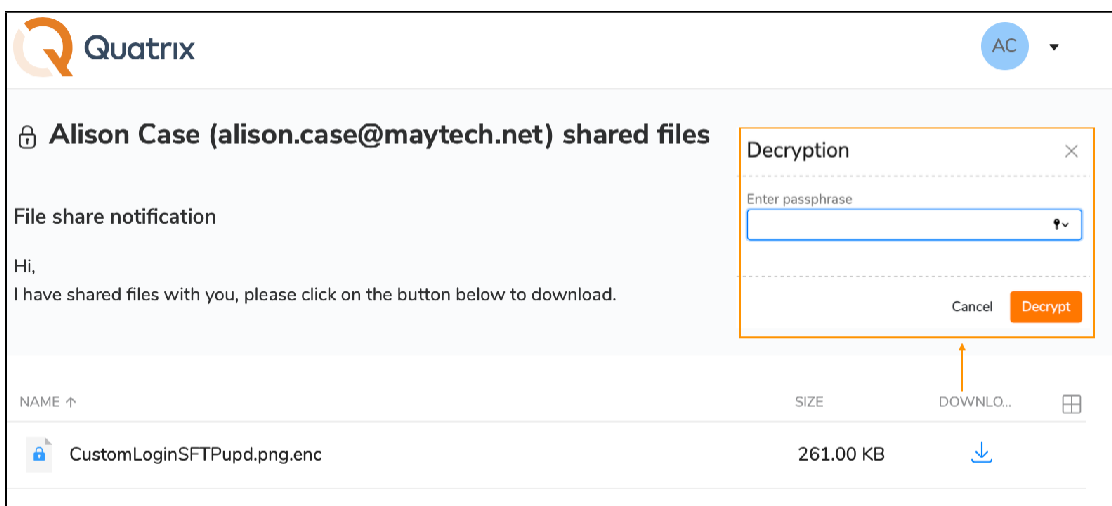 Quatrix
AC
Alison Case (alison.case@maytech.net) shared files
File share notification
Hi,
I have shared files with you, please click on the button below to download.
Decryption
Enter passphrase
Cancel
Decrypt
NAME ↑ SIZE DOWNLO...
CustomLoginSFTPupd.png.enc 261.00 KB